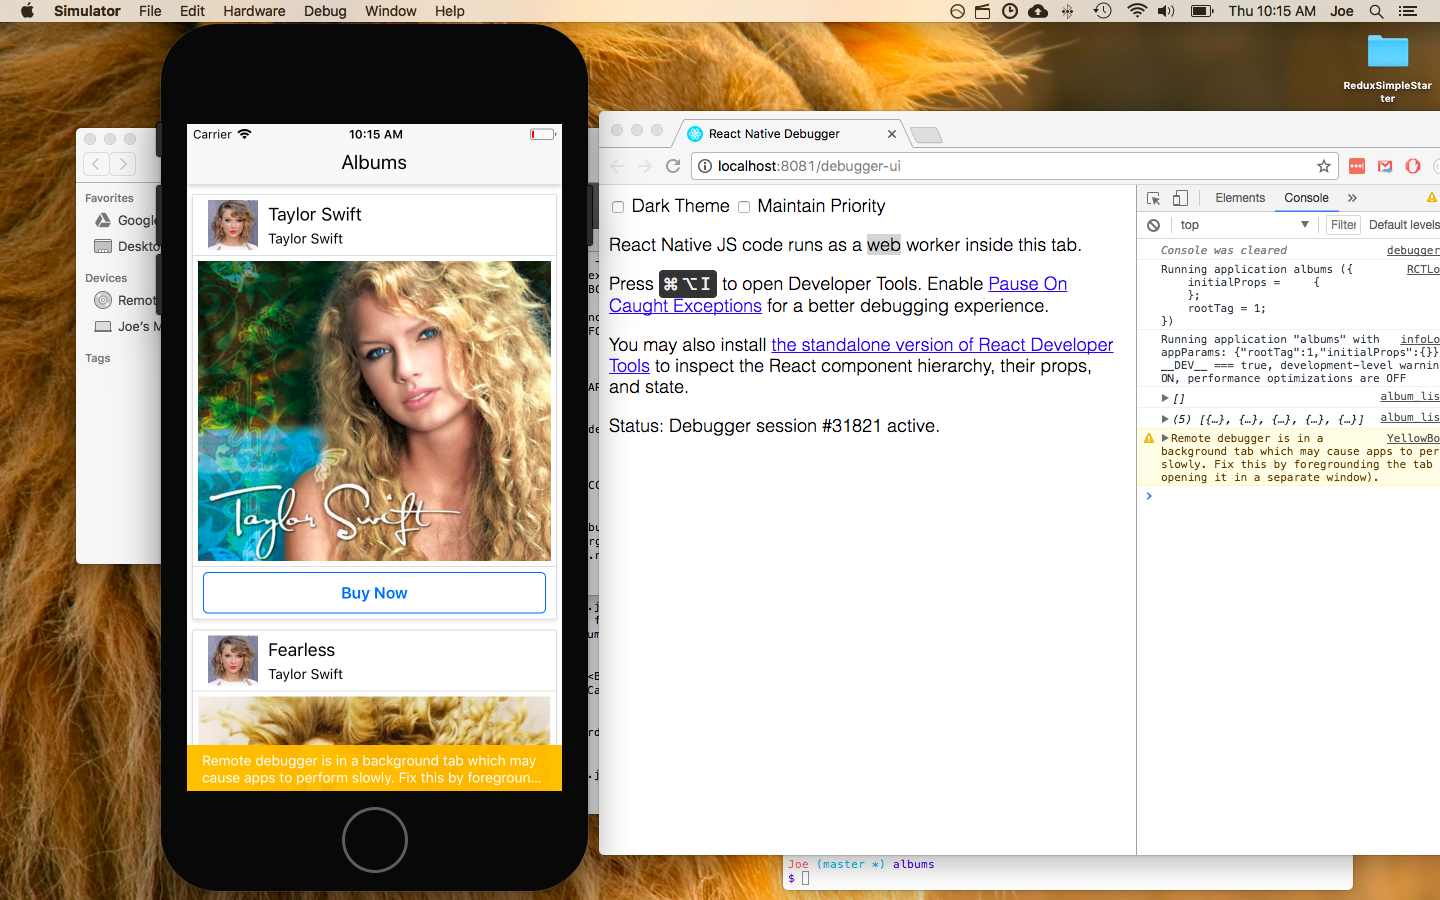 Simulator File Edit Hardware Debug Window Help
Thu 10:15 AM Joe
ReduxSimpleStar
ter
Favorites
Google
Deskto
Devices
Remot
Joe's M
Tags
Carrier 10:15 AM
Albums
Taylor Swift
Taylor Swift
Taylor Swift
Buy Now
Fearless
Taylor Swift
Remote debugger is in a background tab which may
cause apps to perform slowly. Fix this by foregroun...
React Native Debugger
localhost:8081/debugger-ui
Dark Theme Maintain Priority
React Native JS code runs as a web worker inside this tab.
Press ⌘⌥I to open Developer Tools. Enable Pause On
Caught Exceptions for a better debugging experience.
You may also install the standalone version of React Developer
Tools to inspect the React component hierarchy, their props,
and state.
Status: Debugger session #31821 active.
Elements Console »
top Filter Default levels
Console was cleared debugger
Running application albums ({ RCTLo
initialProps = {
};
rootTag = 1;
})
Running application "albums" with infoLo
appParams: {"rootTag":1,"initialProps":{}}
__DEV__ === true, development-level warnin
ON, performance optimizations are OFF
[] album_lis
(5) [{…}, {…}, {…}, {…}, {…}] album_lis
Remote debugger is in a YellowBo
background tab which may cause apps to per
slowly. Fix this by foregrounding the tab
opening it in a separate window).
Joe (master *) albums
$